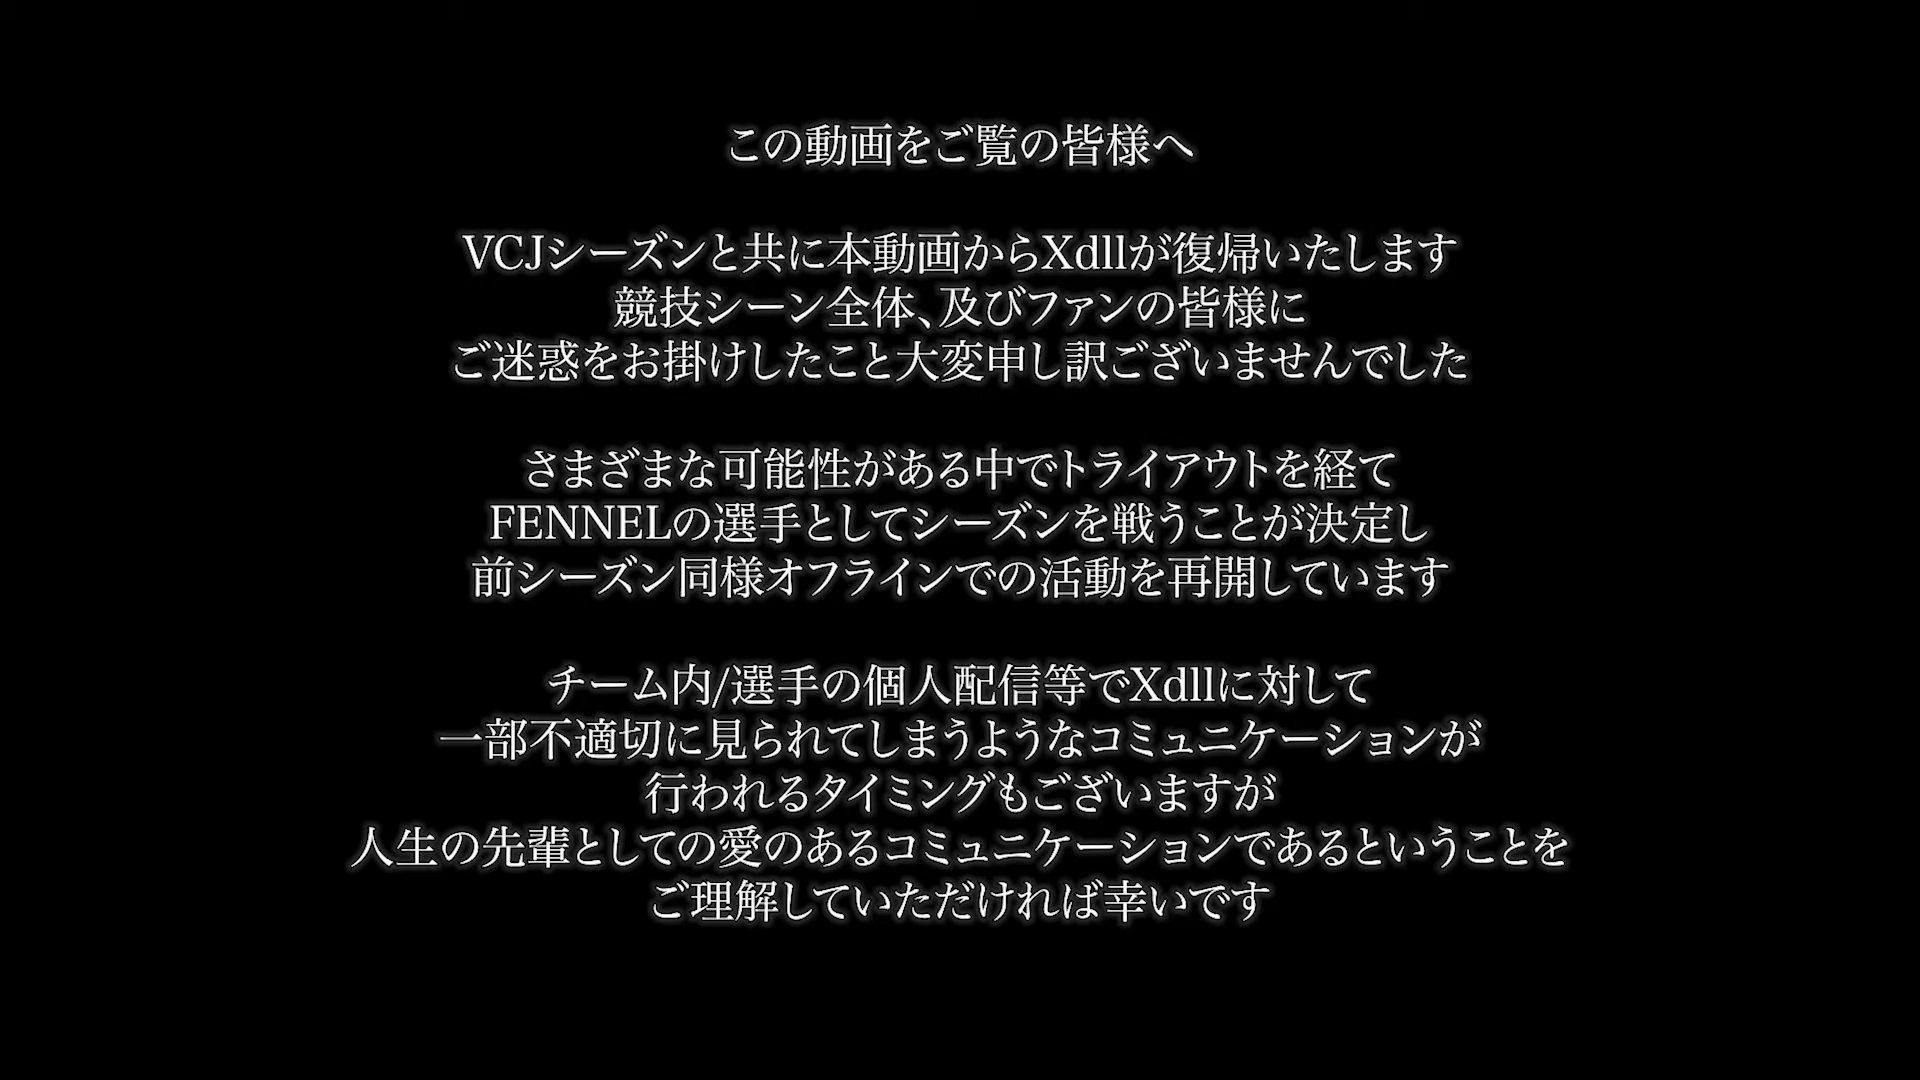 この動画をご覧の皆様へ
VCJシーズンと共に本動画からXdllが復帰いたします
競技シーン全体、及びファンの皆様に
ご迷惑をお掛けしたこと大変申し訳ございませんでした
さまざまな可能性がある中でトライアウトを経て
FENNELの選手としてシーズンを戦うことが決定し
前シーズン同様オフラインでの活動を再開しています
チーム内/選手の個人配信等でXdllに対して
一部不適切に見られてしまうようなコミュニケーションが
行われるタイミングもございますが
人生の先輩としての愛のあるコミュニケーションであるということを
ご理解していただければ幸いです